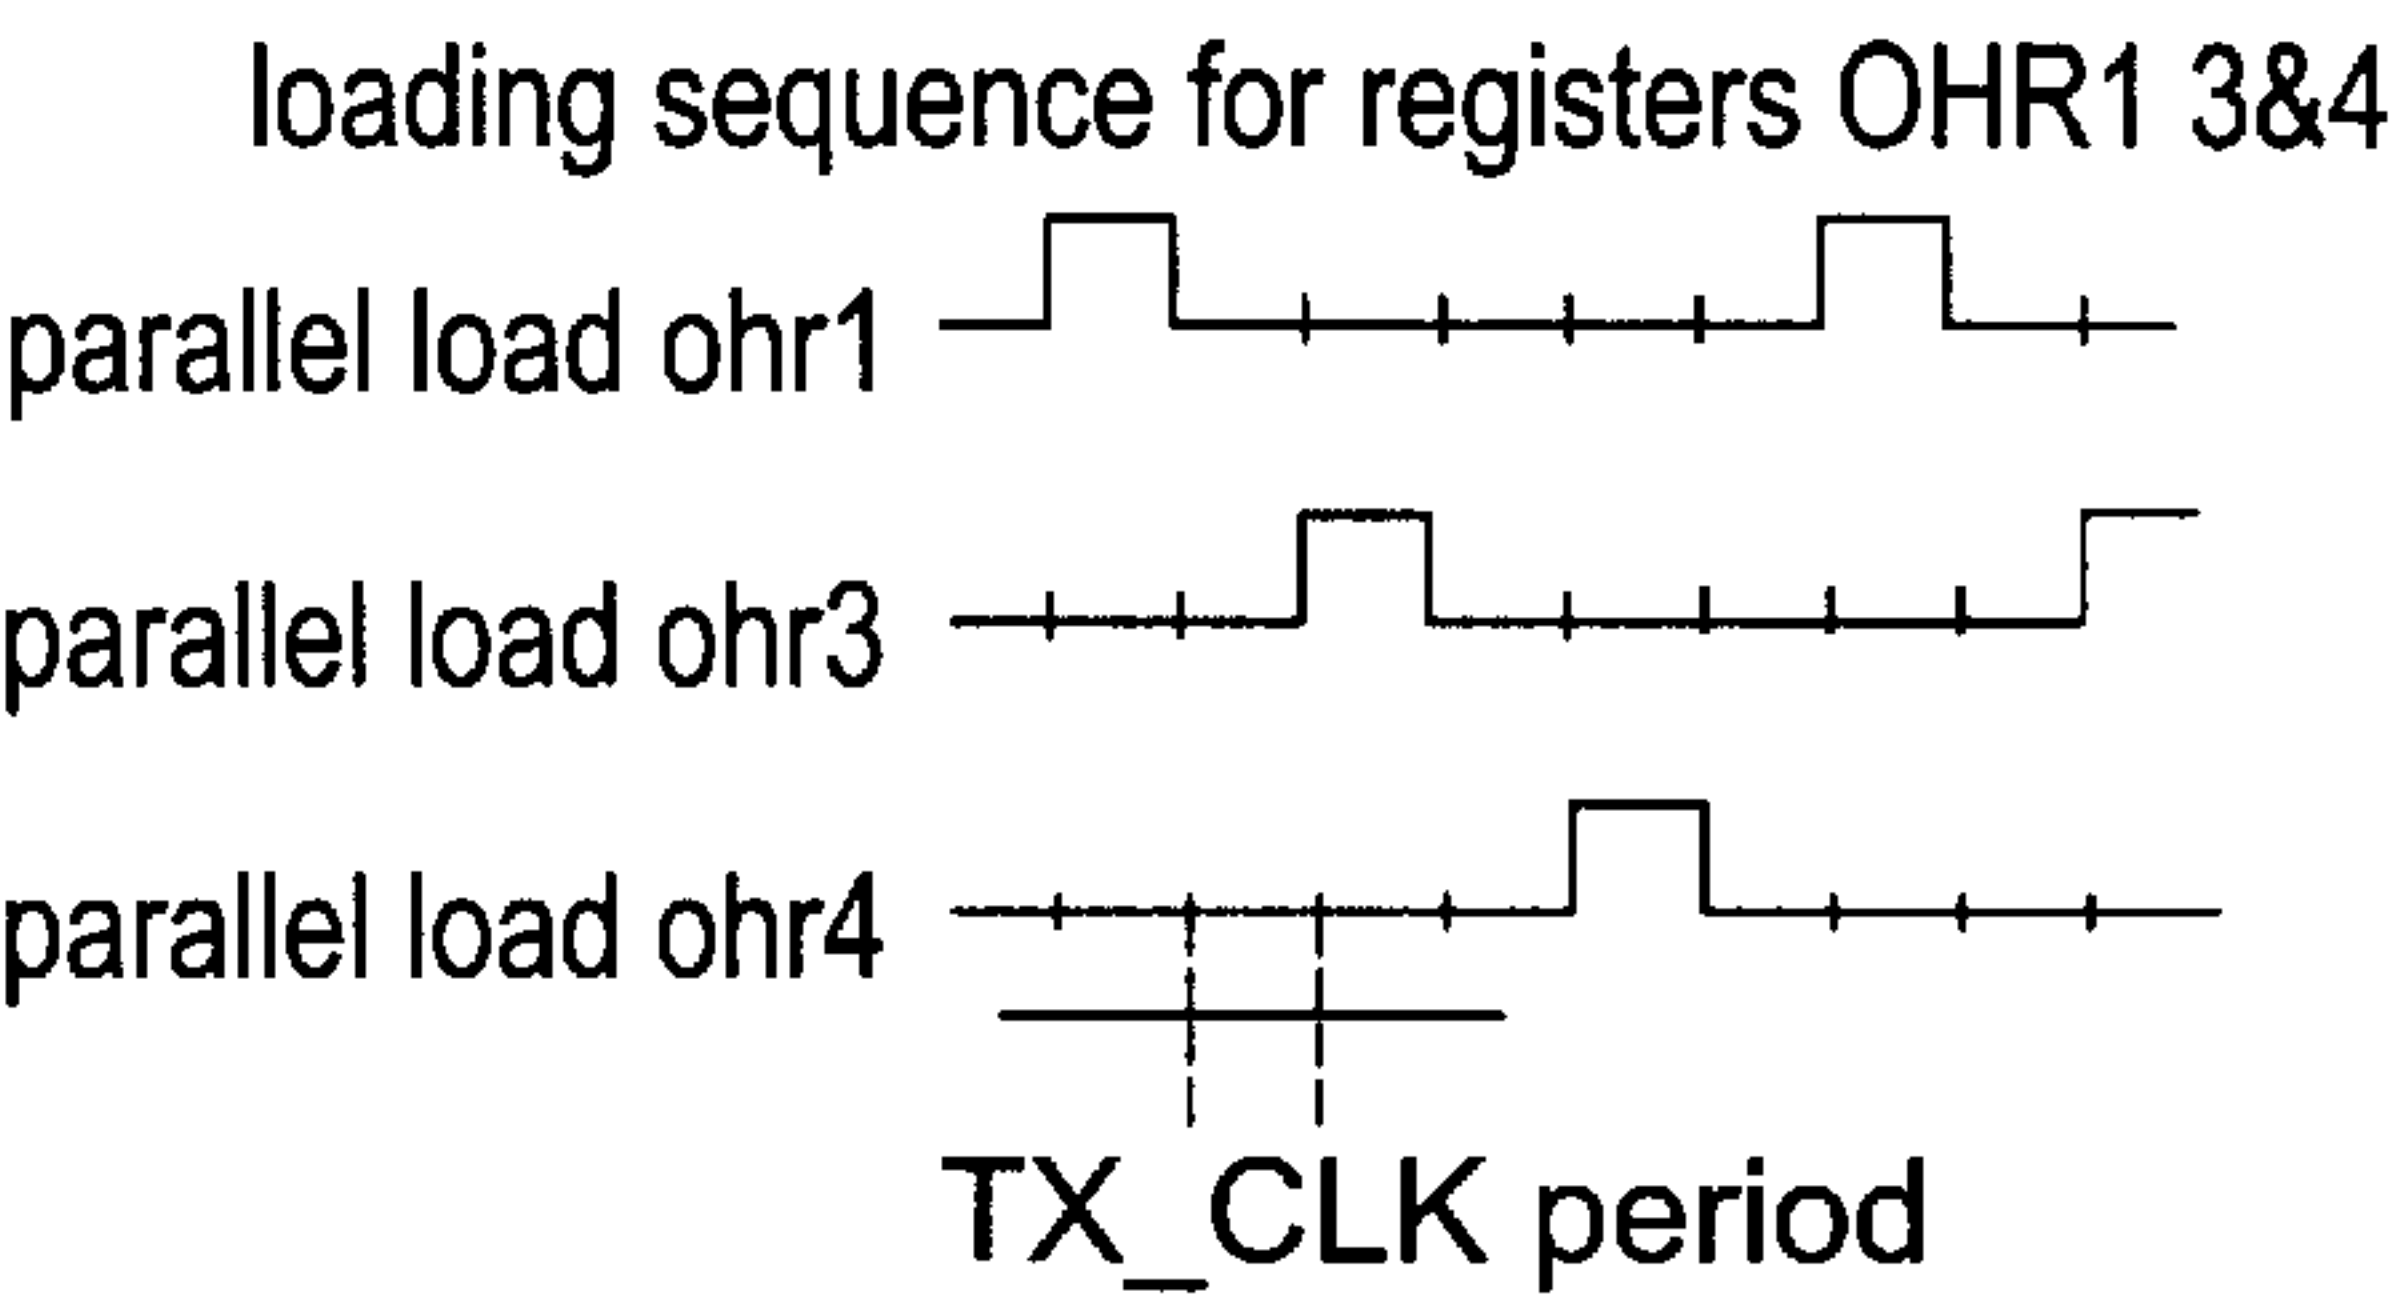 loading sequence for registers OHR1 3&4
parallel load ohr1
parallel load ohr3
parallel load ohr4
TX_CLK period